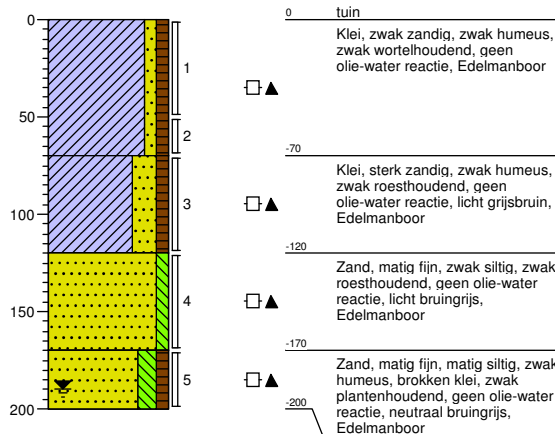 0
50
100
150
200
1
2
3
4
5
0 tuin
Klei, zwak zandig, zwak humeus,
zwak wortelhoudend, geen
olie-water reactie, Edelmanboor
-70
Klei, sterk zandig, zwak humeus,
zwak roesthoudend, geen
olie-water reactie, licht grijsbruin,
Edelmanboor
-120
Zand, matig fijn, zwak siltig, zwak
roesthoudend, geen olie-water
reactie, licht bruingrijs,
Edelmanboor
-170
Zand, matig fijn, matig siltig, zwak
humeus, brokken klei, zwak
plantenhoudend, geen olie-water
-200
reactie, neutraal bruingrijs,
Edelmanboor